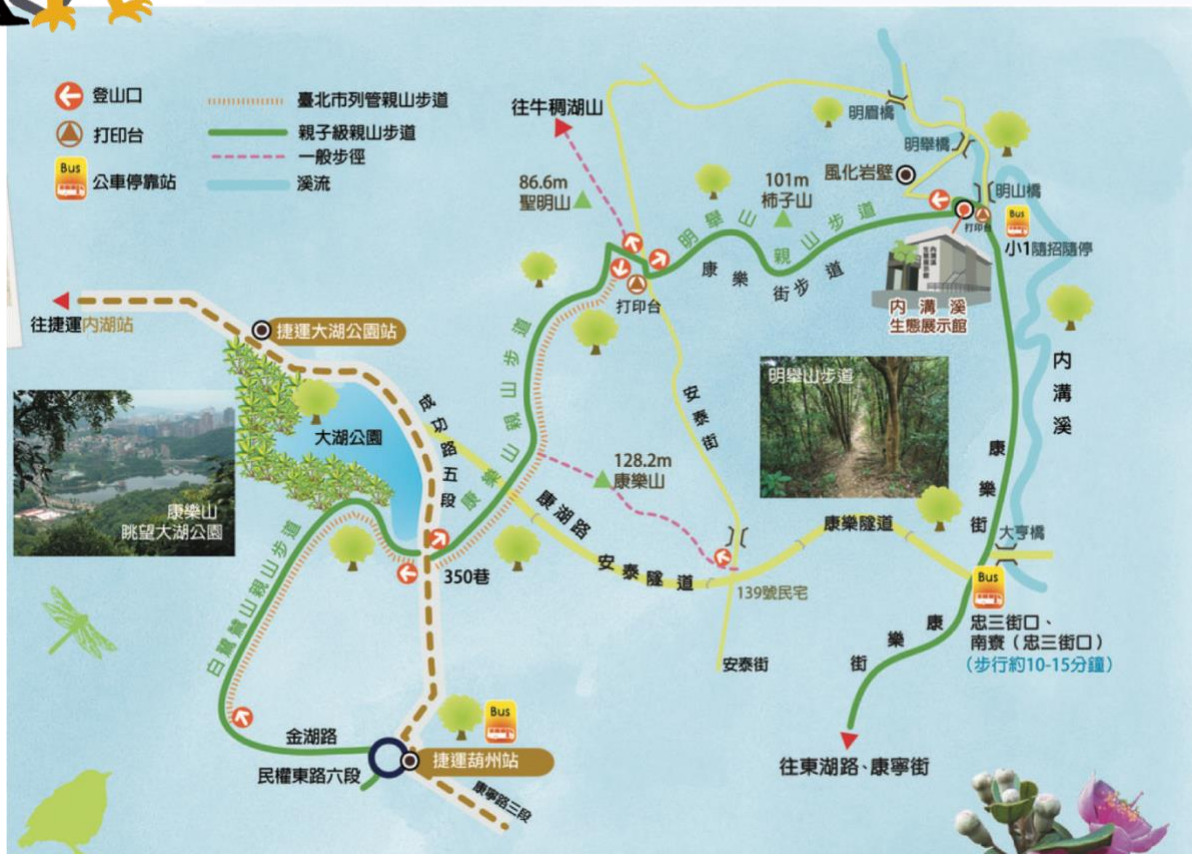 登山口
打印台
Bus
公車停靠站
臺北市列管親山步道
親子級親山步道
一般步徑
溪流
往牛稠湖山
86.6m
聖明山
101m
柿子山
明舉山親山步道
康樂街步道
明眉橋
明舉橋
風化岩壁
明山橋
打印台
Bus
小1隨招隨停
內溝溪
生態展示館
內溝溪
打印台
往捷運內湖站
捷運大湖公園站
大湖公園
成功路五段
康樂山親山步道
安泰街
明舉山步道
康樂山
眺望大湖公園
128.2m
康樂山
康湖路
安泰隧道
康樂隧道
康樂街
大亨橋
350巷
139號民宅
白鷺鷥山親山步道
安泰街
康樂街
Bus
忠三街口、
南寮（忠三街口）
（步行約10-15分鐘）
金湖路
民權東路六段
Bus
捷運葫州站
康寧路三段
往東湖路、康寧街